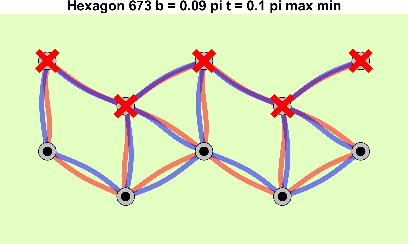 Hexagon 673 b = 0.09 pi t = 0.1 pi max min